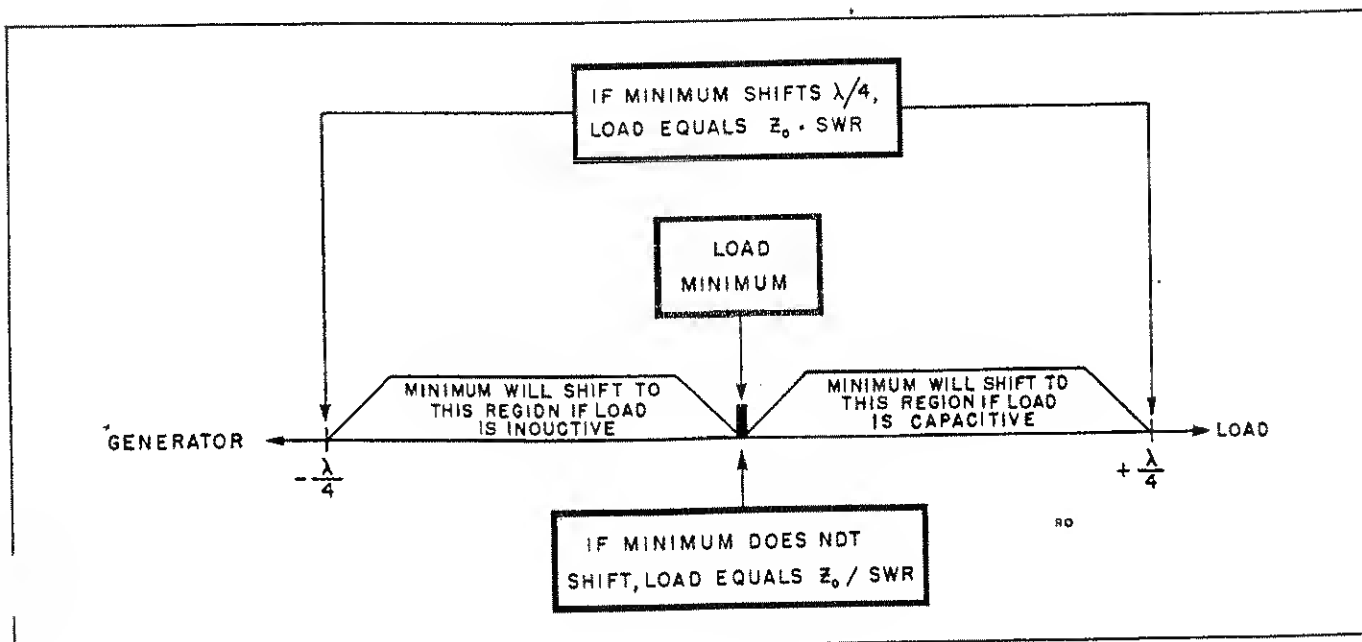 IF MINIMUM SHIFTS λ/4,
LOAD EQUALS Z₀ · SWR
LOAD
MINIMUM
MINIMUM WILL SHIFT TO
THIS REGION IF LOAD
IS INDUCTIVE
MINIMUM WILL SHIFT TO
THIS REGION IF LOAD
IS CAPACITIVE
GENERATOR
LOAD
- λ/4
+ λ/4
IF MINIMUM DOES NOT
SHIFT, LOAD EQUALS Z₀ / SWR